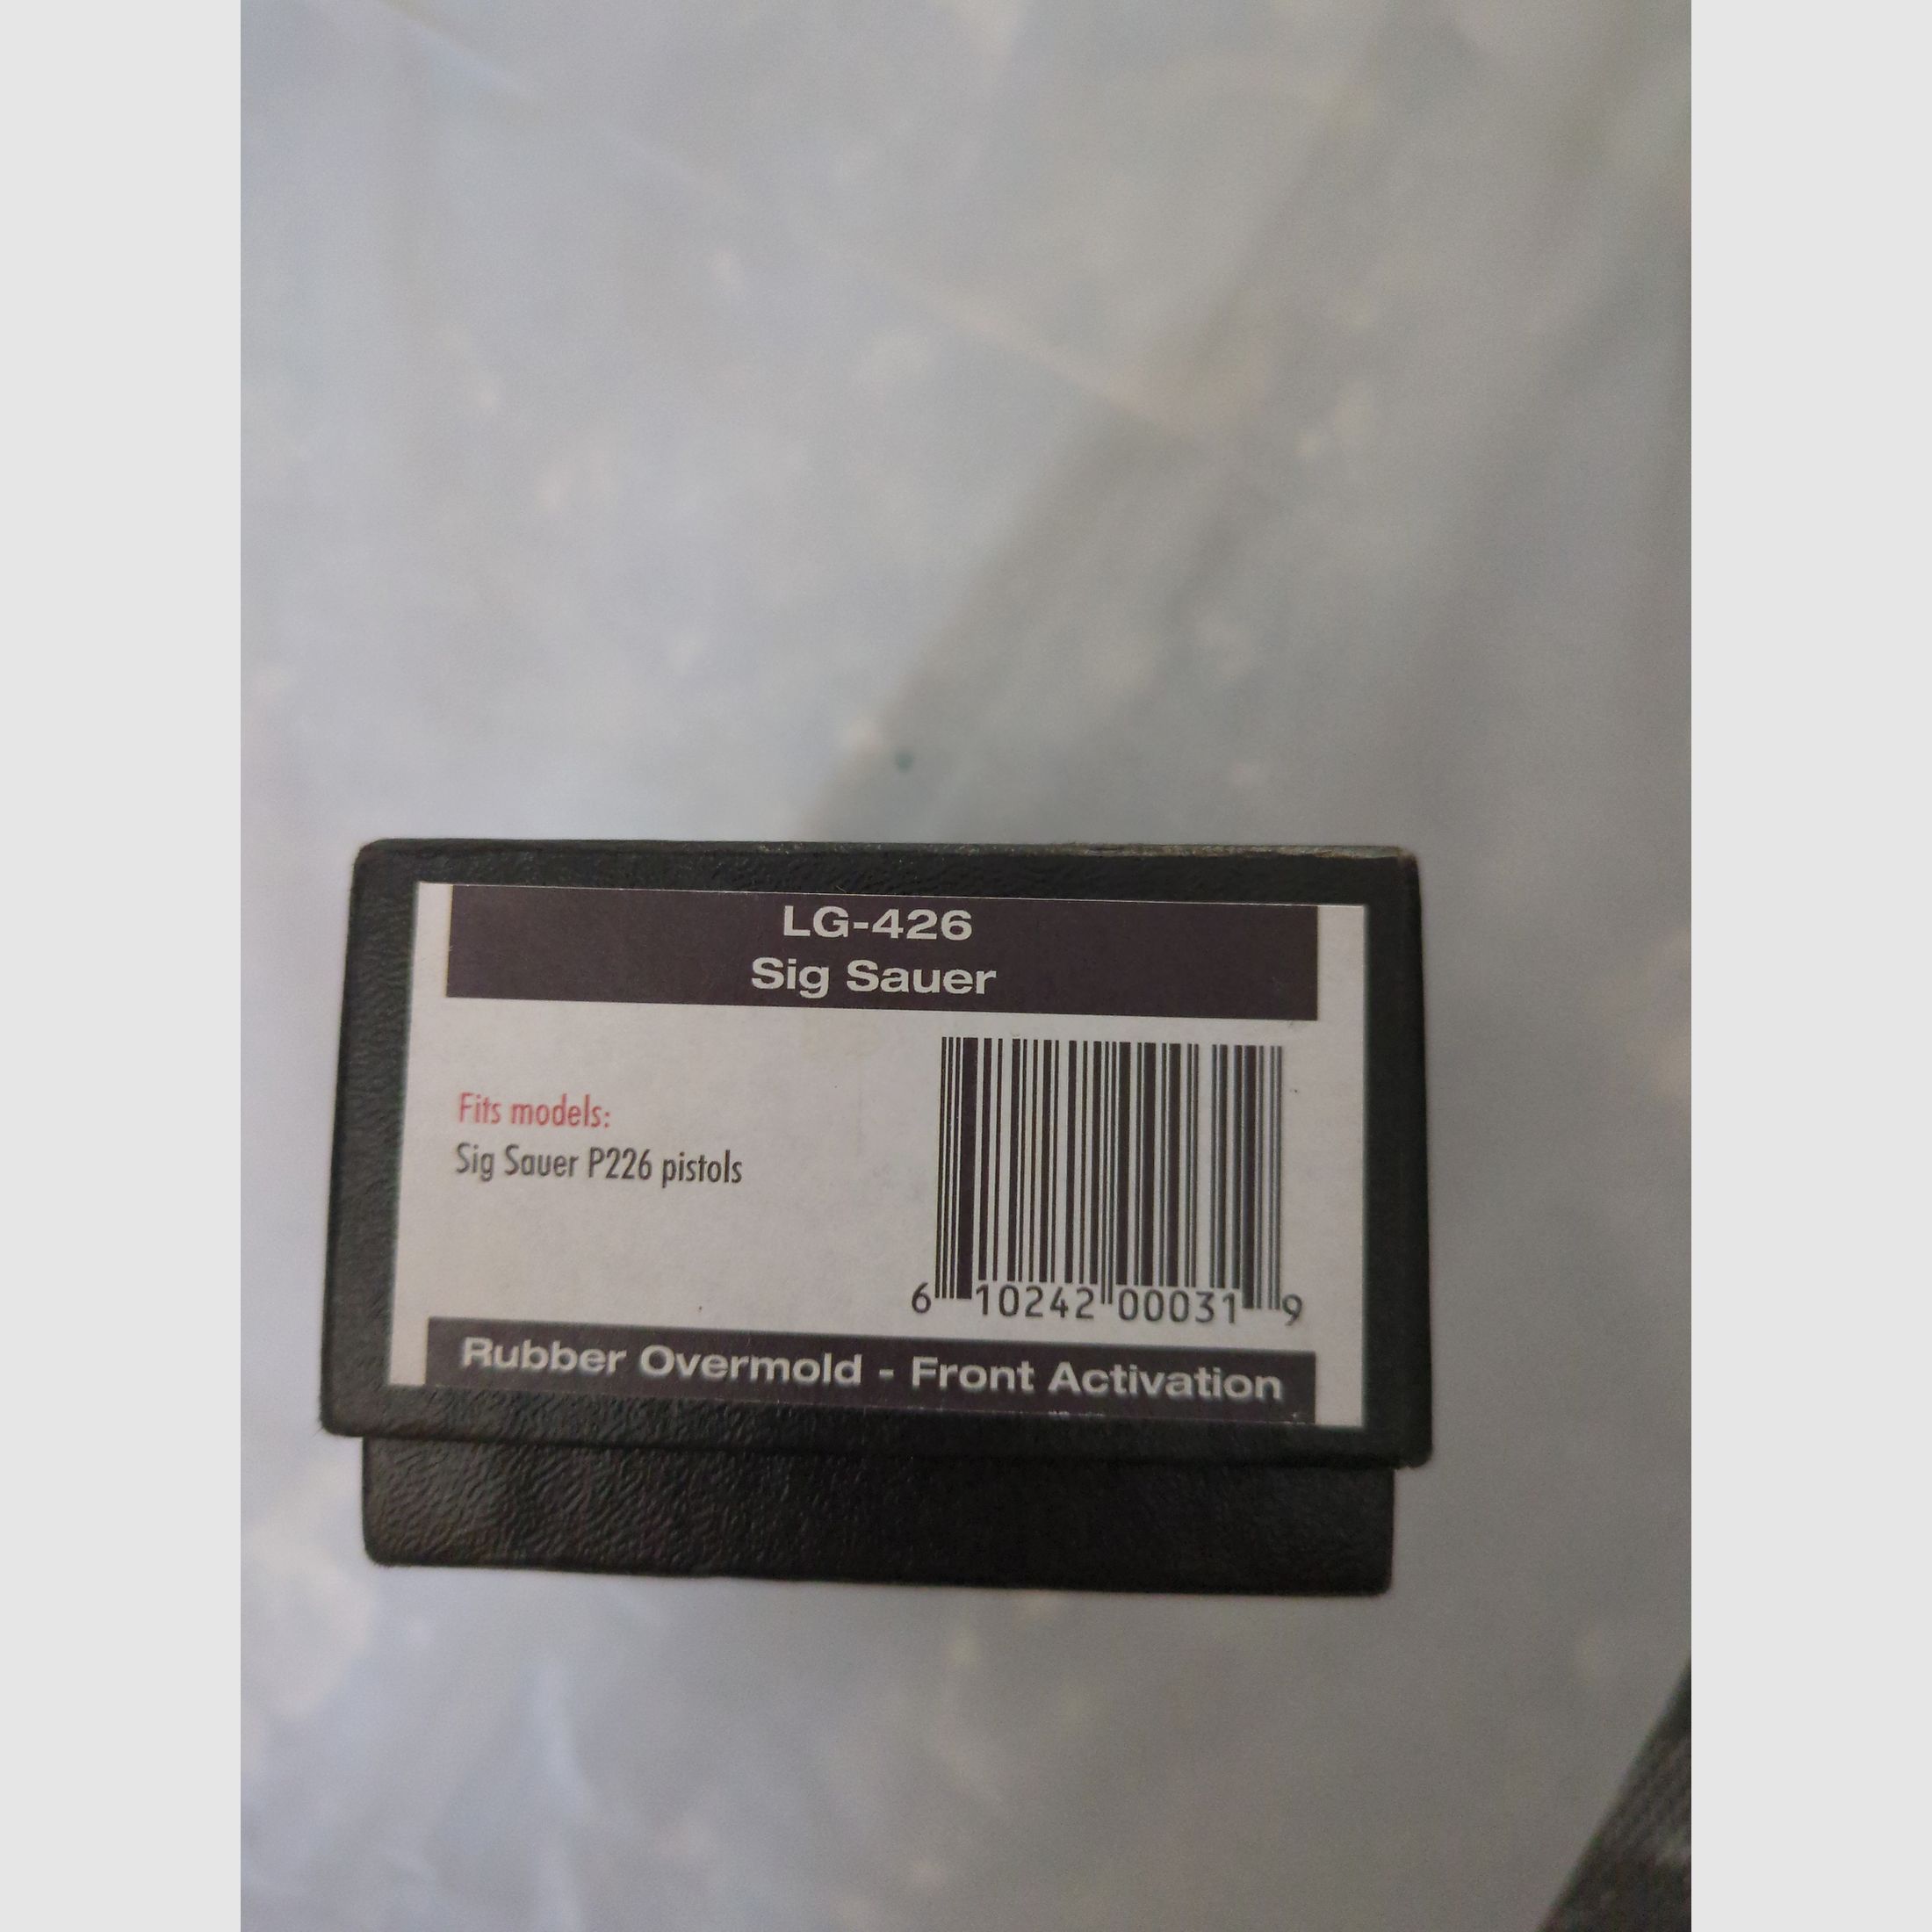 LG-426
Sig Sauer
Fits models:
Sig Sauer P226 pistols
6 10242 00031 9
Rubber Overmold - Front Activation